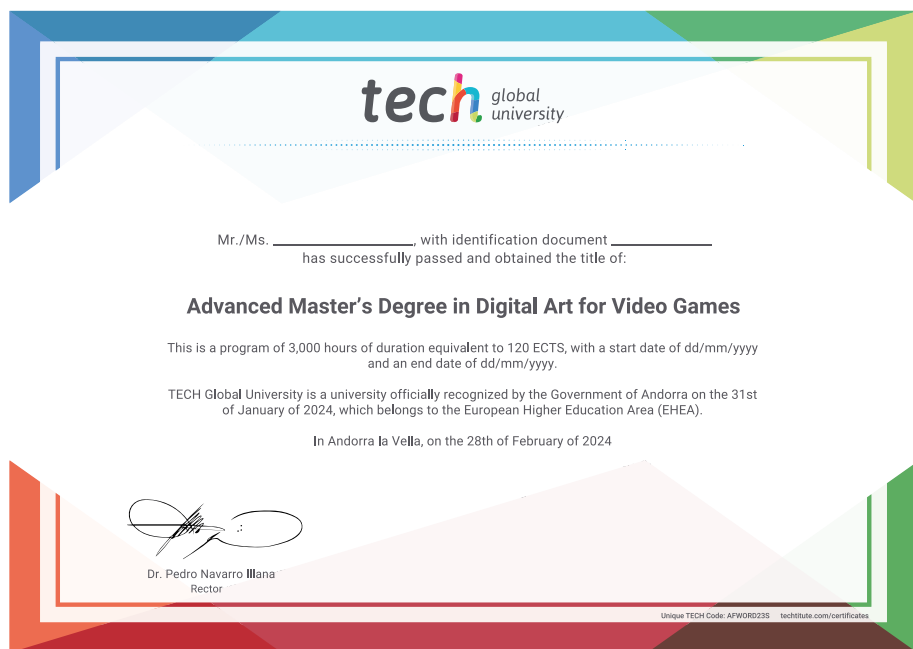 tech global university
Mr./Ms. ____________________, with identification document ______________
has successfully passed and obtained the title of:
Advanced Master's Degree in Digital Art for Video Games
This is a program of 3,000 hours of duration equivalent to 120 ECTS, with a start date of dd/mm/yyyy
and an end date of dd/mm/yyyy.
TECH Global University is a university officially recognized by the Government of Andorra on the 31st
of January of 2024, which belongs to the European Higher Education Area (EHEA).
In Andorra la Vella, on the 28th of February of 2024
Dr. Pedro Navarro Illana
Rector
Unique TECH Code: AFWORD23S techtitute.com/certificates